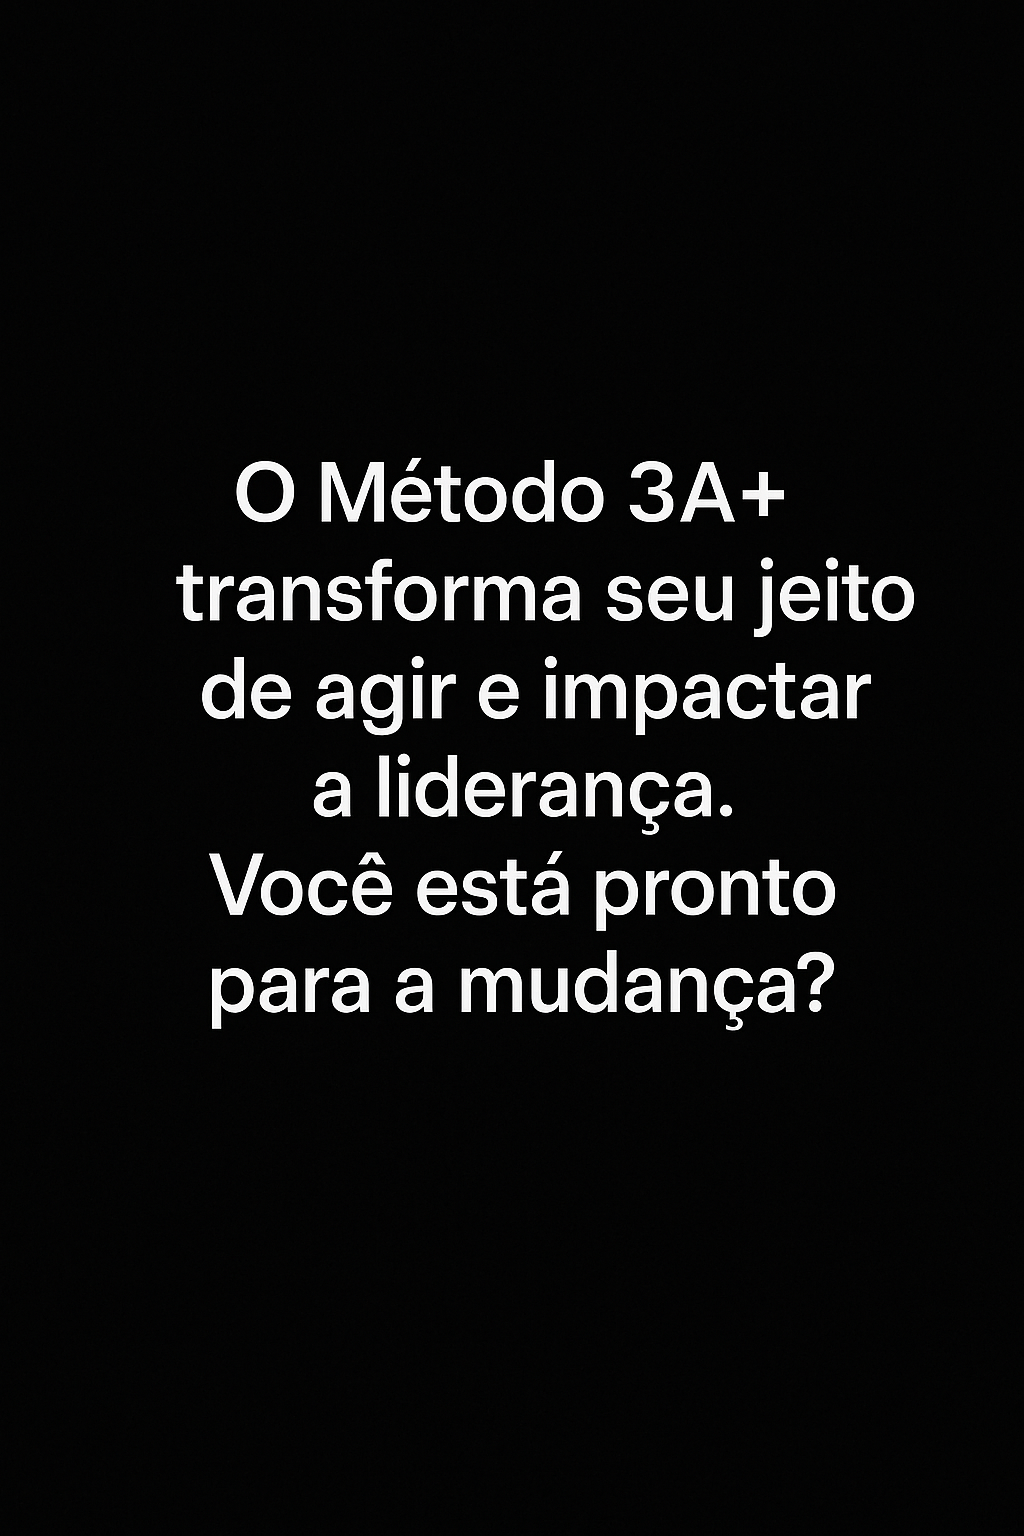 O Método 3A+
transforma seu jeito
de agir e impactar
a liderança.
Você está pronto
para a mudança?